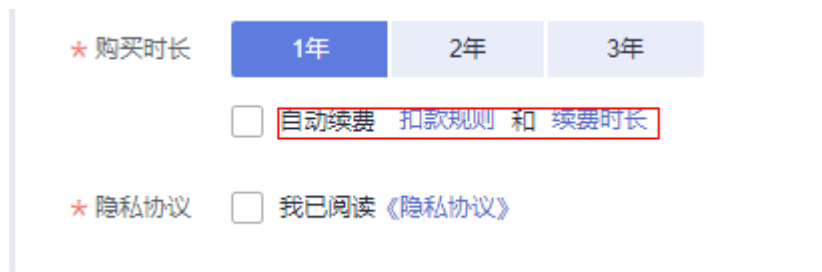 * 购买时长 1年 2年 3年
自动续费 扣款规则 和 续费时长
* 隐私协议 我已阅读《隐私协议》